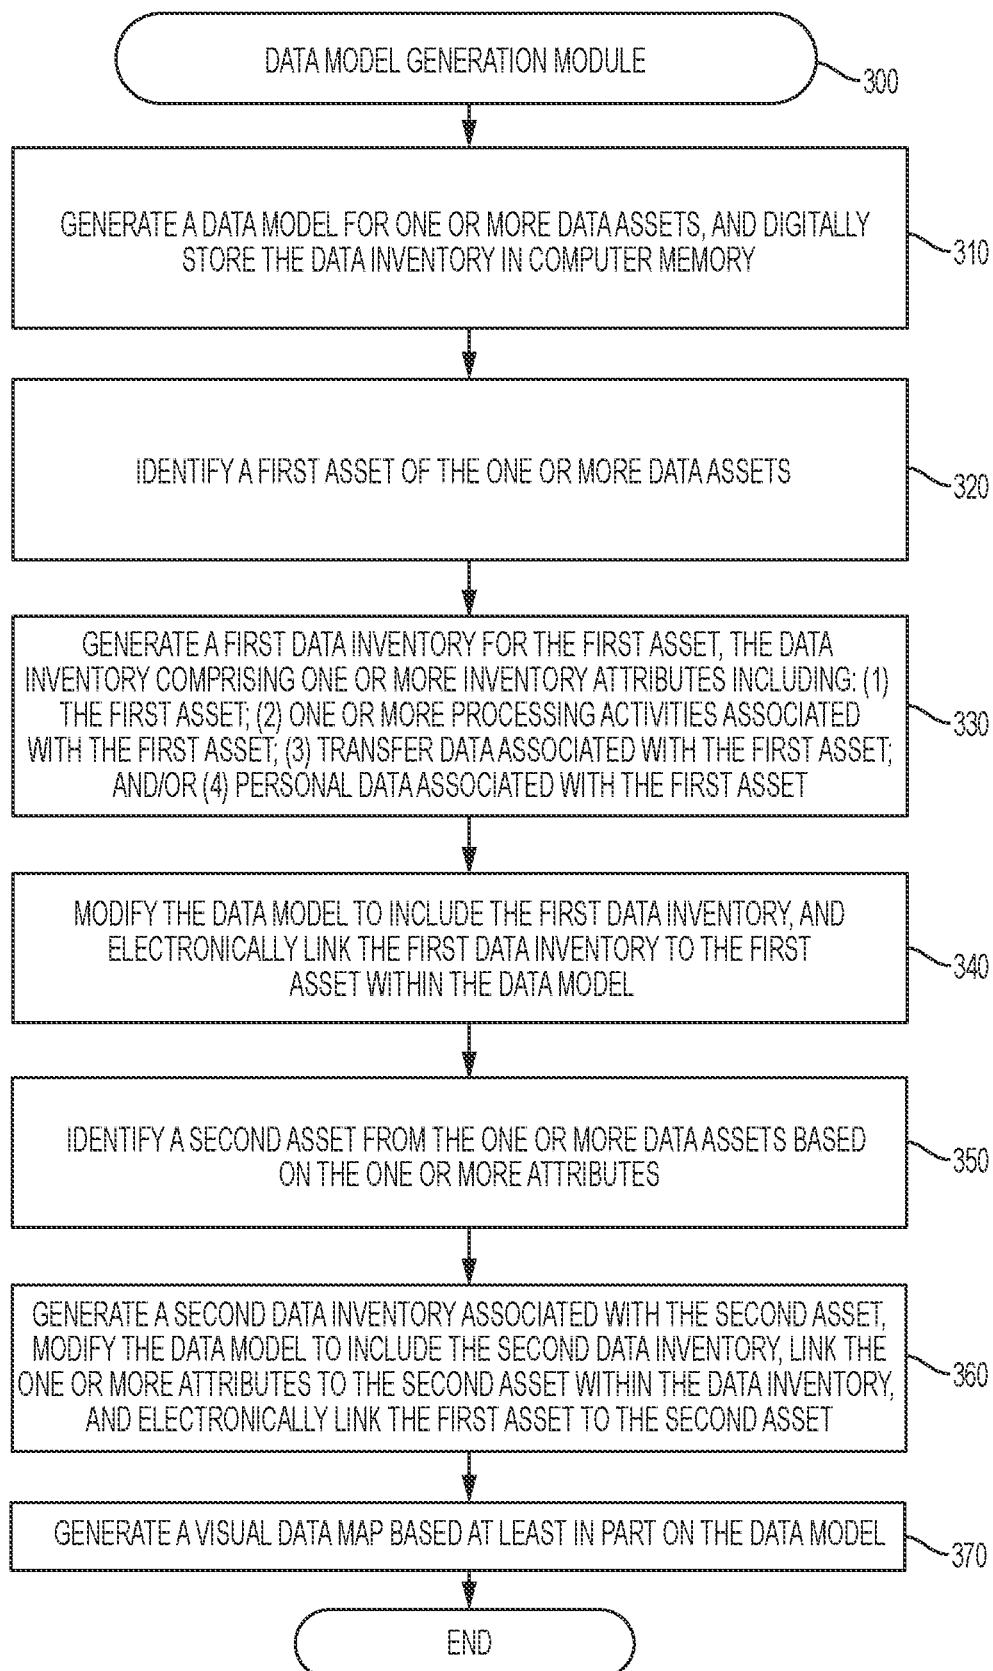 DATA MODEL GENERATION MODULE
300
GENERATE A DATA MODEL FOR ONE OR MORE DATA ASSETS, AND DIGITALLY
STORE THE DATA INVENTORY IN COMPUTER MEMORY
310
IDENTIFY A FIRST ASSET OF THE ONE OR MORE DATA ASSETS
320
GENERATE A FIRST DATA INVENTORY FOR THE FIRST ASSET, THE DATA
INVENTORY COMPRISING ONE OR MORE INVENTORY ATTRIBUTES INCLUDING: (1)
THE FIRST ASSET; (2) ONE OR MORE PROCESSING ACTIVITIES ASSOCIATED
WITH THE FIRST ASSET; (3) TRANSFER DATA ASSOCIATED WITH THE FIRST ASSET;
AND/OR (4) PERSONAL DATA ASSOCIATED WITH THE FIRST ASSET
330
MODIFY THE DATA MODEL TO INCLUDE THE FIRST DATA INVENTORY, AND
ELECTRONICALLY LINK THE FIRST DATA INVENTORY TO THE FIRST
ASSET WITHIN THE DATA MODEL
340
IDENTIFY A SECOND ASSET FROM THE ONE OR MORE DATA ASSETS BASED
ON THE ONE OR MORE ATTRIBUTES
350
GENERATE A SECOND DATA INVENTORY ASSOCIATED WITH THE SECOND ASSET,
MODIFY THE DATA MODEL TO INCLUDE THE SECOND DATA INVENTORY, LINK THE
ONE OR MORE ATTRIBUTES TO THE SECOND ASSET WITHIN THE DATA INVENTORY,
AND ELECTRONICALLY LINK THE FIRST ASSET TO THE SECOND ASSET
360
GENERATE A VISUAL DATA MAP BASED AT LEAST IN PART ON THE DATA MODEL
370
END